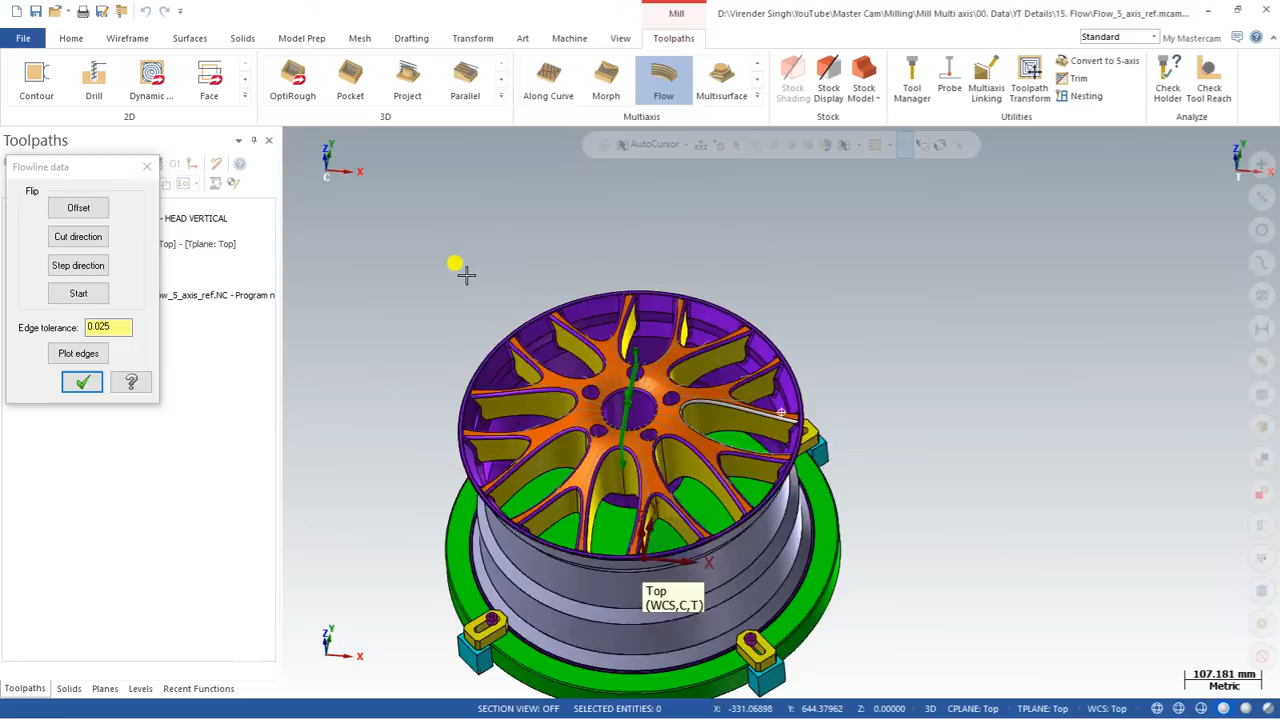 Mill
D:\Virender Singh\YouTube\Master Cam\Milling\Mill Multi axis\00. Data\YT Details\15. Flow\Flow_5_axis_ref.mcam...
File
Home
Wireframe
Surfaces
Solids
Model Prep
Mesh
Drafting
Transform
Art
Machine
View
Toolpaths
Standard
My Mastercam
Contour
Drill
Dynamic ...
Face
2D
OptiRough
Pocket
Project
Parallel
3D
Along Curve
Morph
Flow
Multisurface
Multiaxis
Stock Shading
Stock Display
Stock Model
Stock
Tool Manager
Probe
Multiaxis Linking
Toolpath Transform
Convert to 5-axis
Trim
Nesting
Utilities
Check Holder
Check Tool Reach
Analyze
Toolpaths
AutoCursor
Flowline data
G1
Flip
Offset
Cut direction
Step direction
Start
Edge tolerance: 0.025
Plot edges
- HEAD VERTICAL
Top] - [Tplane: Top]
ow_5_axis_ref.NC - Program n
Z
Y
X
C
Z
Y
X
T
X
Top
(WCS,C,T)
Z
Y
X
107.181 mm
Metric
Toolpaths
Solids
Planes
Levels
Recent Functions
SECTION VIEW: OFF
SELECTED ENTITIES: 0
X: -331.06898
Y: 644.37962
Z: 0.00000
3D
CPLANE: Top
TPLANE: Top
WCS: Top